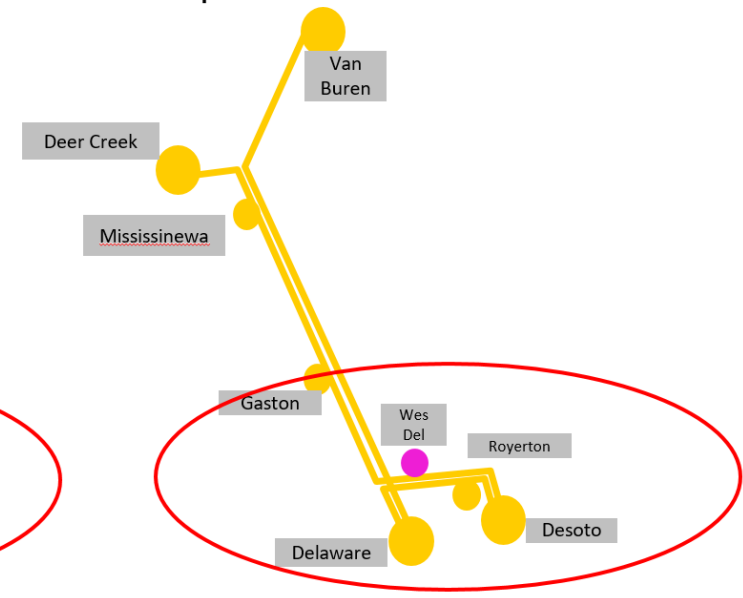 Van
Buren
Deer Creek
Mississinewa
Gaston
Wes
Del
Royerton
Desoto
Delaware